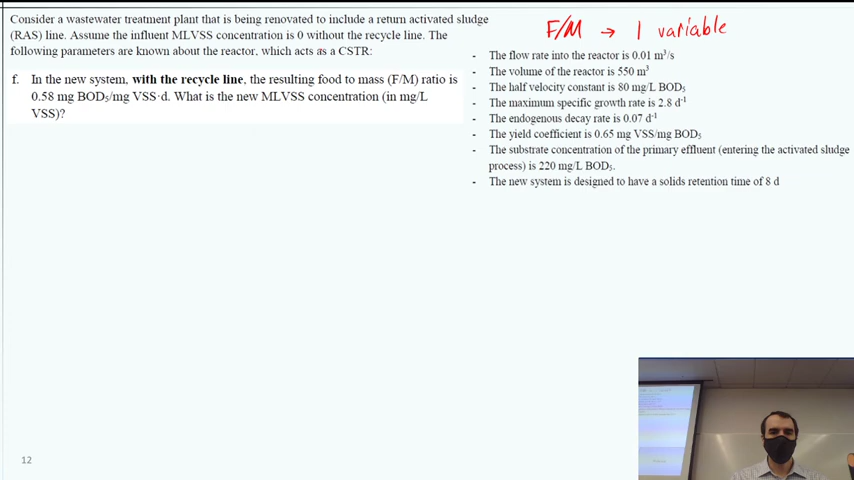 Consider a wastewater treatment plant that is being renovated to include a return activated sludge
(RAS) line. Assume the influent MLVSS concentration is 0 without the recycle line. The
following parameters are known about the reactor, which acts as a CSTR:
f. In the new system, with the recycle line, the resulting food to mass (F/M) ratio is
0.58 mg BOD₅/mg VSS·d. What is the new MLVSS concentration (in mg/L
VSS)?
F/M → 1 variable
- The flow rate into the reactor is 0.01 m³/s
- The volume of the reactor is 550 m³
- The half velocity constant is 80 mg/L BOD₅
- The maximum specific growth rate is 2.8 d⁻¹
- The endogenous decay rate is 0.07 d⁻¹
- The yield coefficient is 0.65 mg VSS/mg BOD₅
- The substrate concentration of the primary effluent (entering the activated sludge
process) is 220 mg/L BOD₅.
- The new system is designed to have a solids retention time of 8 d
12